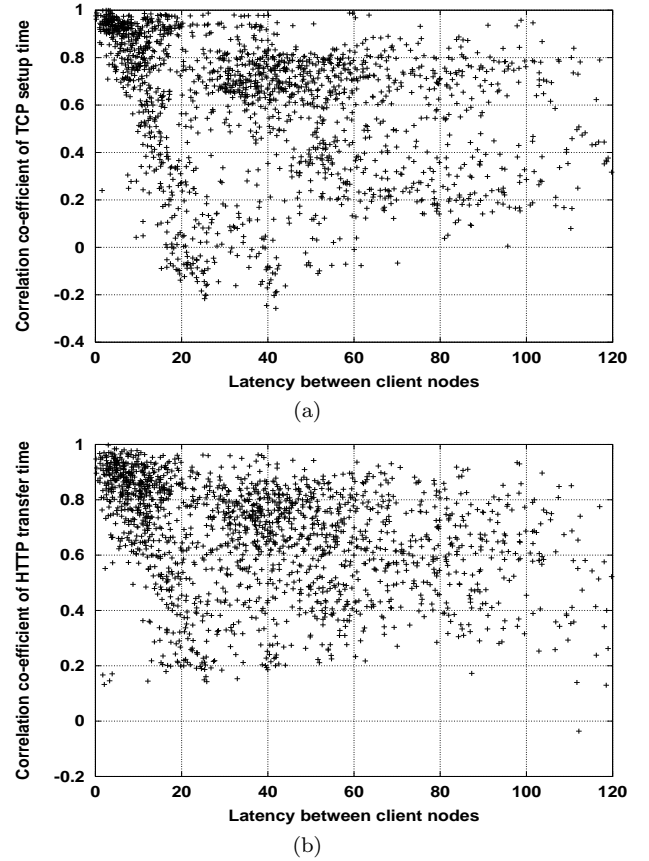 Correlation co-efficient of TCP setup time
1
0.8
0.6
0.4
0.2
0
-0.2
-0.4
0 20 40 60 80 100 120
Latency between client nodes
(a)
Correlation co-efficient of HTTP transfer time
1
0.8
0.6
0.4
0.2
0
-0.2
0 20 40 60 80 100 120
Latency between client nodes
(b)